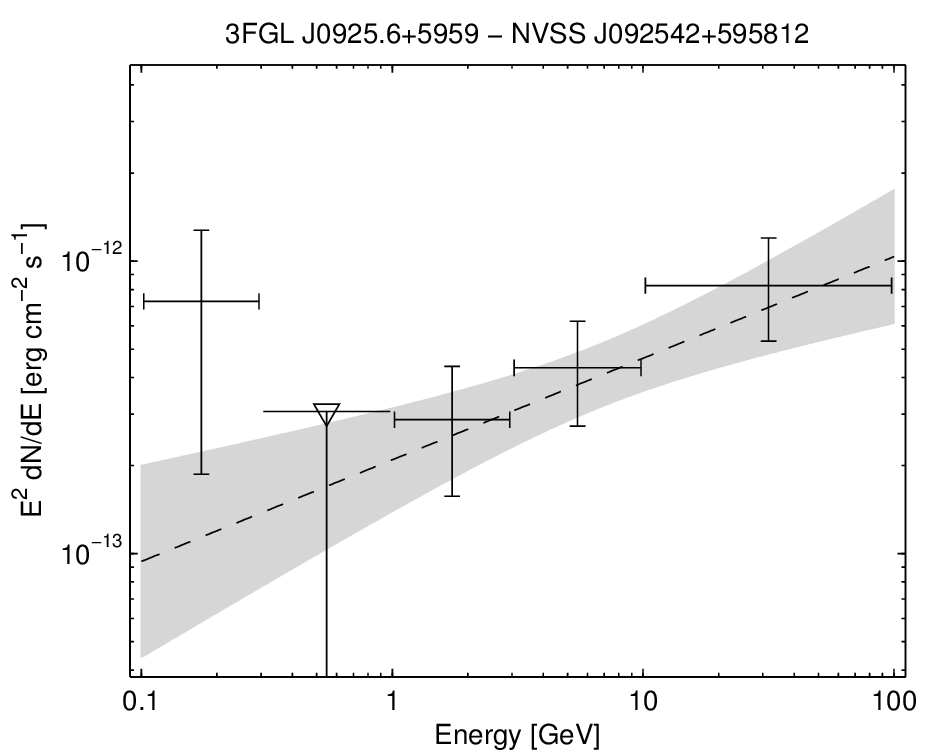 3FGL J0925.6+5959 − NVSS J092542+595812
E² dN/dE [erg cm⁻² s⁻¹]
10⁻¹²
10⁻¹³
0.1 1 10 100
Energy [GeV]